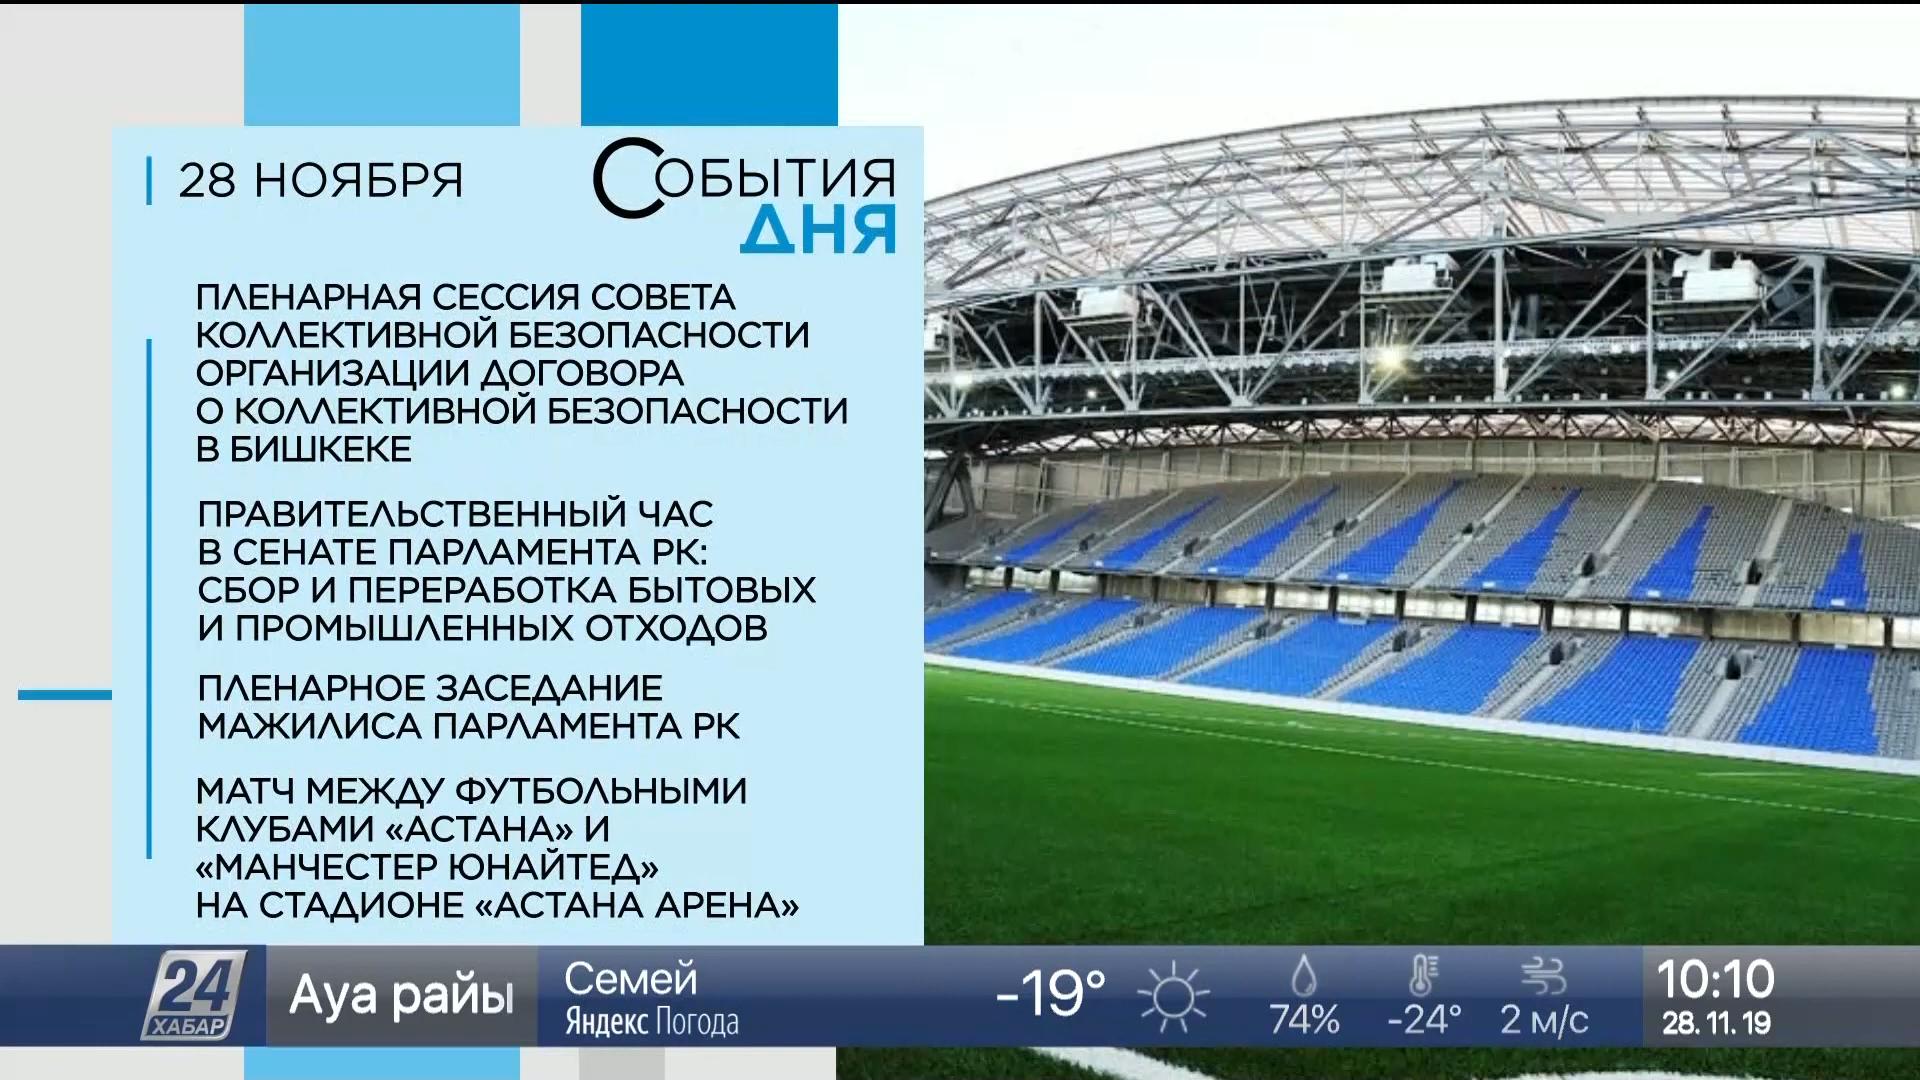 28 НОЯБРЯ
СОБЫТИЯ
ДНЯ
ПЛЕНАРНАЯ СЕССИЯ СОВЕТА
КОЛЛЕКТИВНОЙ БЕЗОПАСНОСТИ
ОРГАНИЗАЦИИ ДОГОВОРА
О КОЛЛЕКТИВНОЙ БЕЗОПАСНОСТИ
В БИШКЕКЕ
ПРАВИТЕЛЬСТВЕННЫЙ ЧАС
В СЕНАТЕ ПАРЛАМЕНТА РК:
СБОР И ПЕРЕРАБОТКА БЫТОВЫХ
И ПРОМЫШЛЕННЫХ ОТХОДОВ
ПЛЕНАРНОЕ ЗАСЕДАНИЕ
МАЖИЛИСА ПАРЛАМЕНТА РК
МАТЧ МЕЖДУ ФУТБОЛЬНЫМИ
КЛУБАМИ «АСТАНА» И
«МАНЧЕСТЕР ЮНАЙТЕД»
НА СТАДИОНЕ «АСТАНА АРЕНА»
24
ХАБАР
Ауа райы
Семей
Яндекс Погода
-19°
74%
-24°
2 м/с
10:10
28. 11. 19